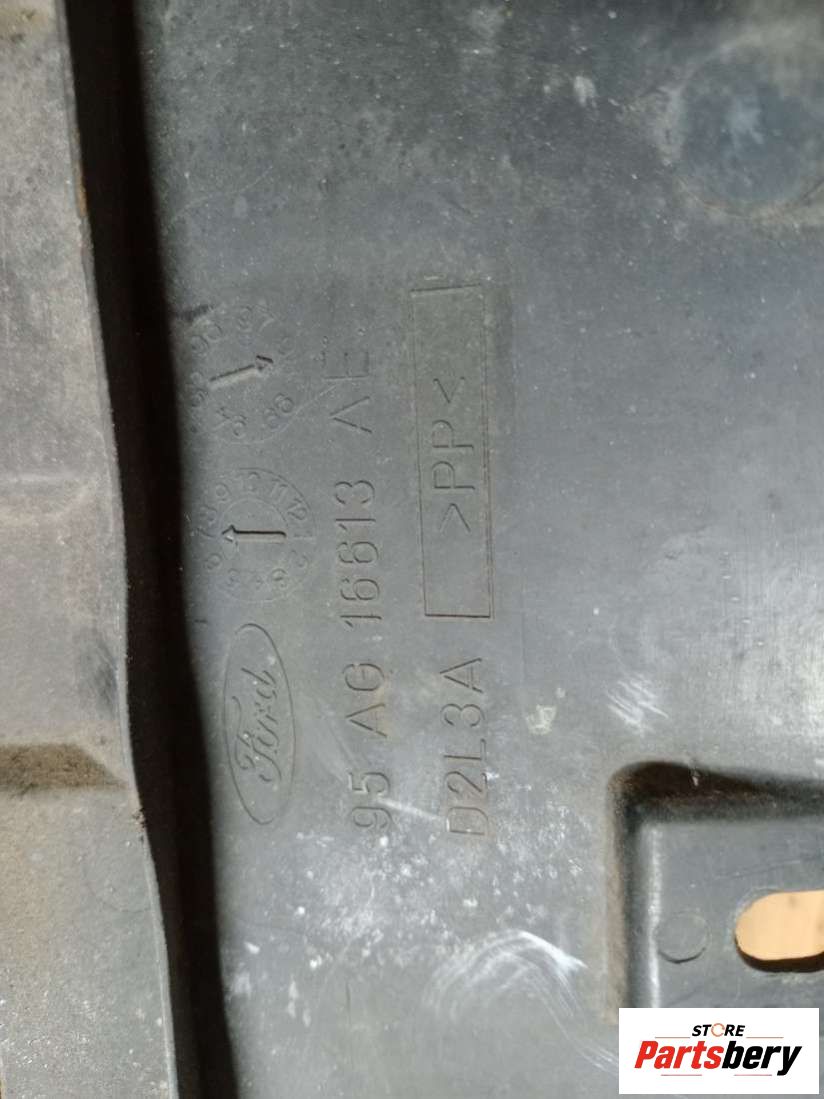 Ford
95 AG 16613 AE
D2L3A >PP<
STORE
Partsbery